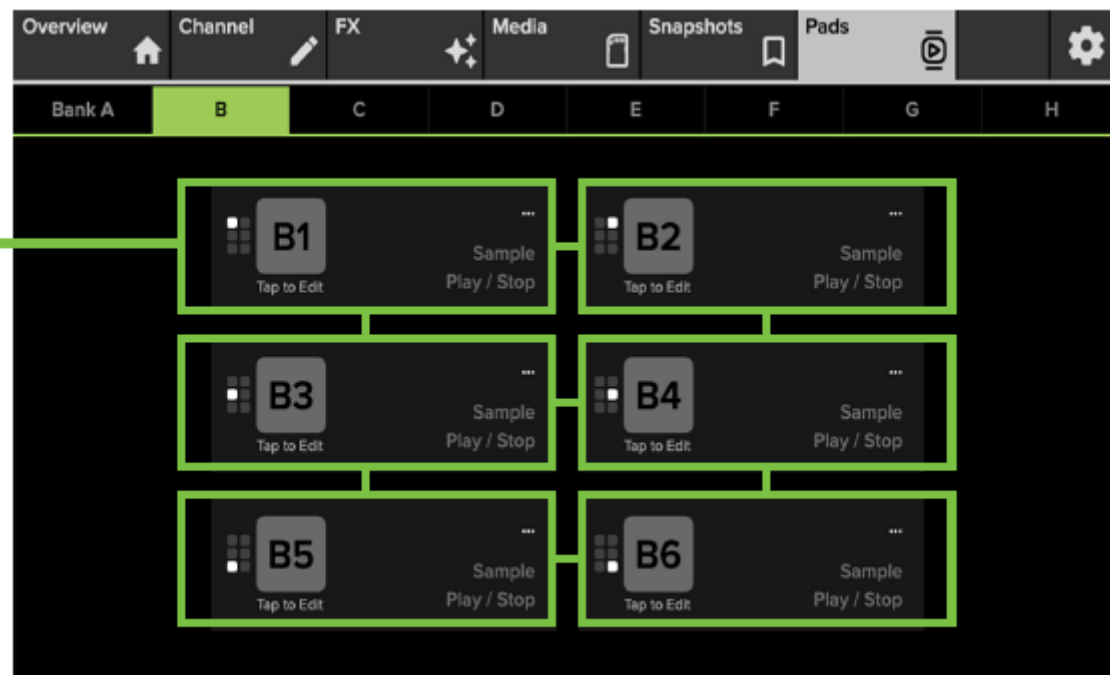 Overview Channel FX Media Snapshots Pads
Bank A B C D E F G H
B1 ... Sample
Tap to Edit Play / Stop
B2 ... Sample
Tap to Edit Play / Stop
B3 ... Sample
Tap to Edit Play / Stop
B4 ... Sample
Tap to Edit Play / Stop
B5 ... Sample
Tap to Edit Play / Stop
B6 ... Sample
Tap to Edit Play / Stop